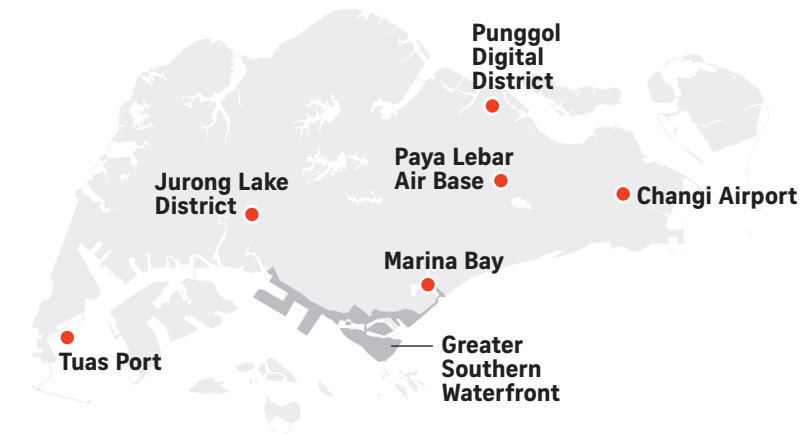 Punggol
Digital
District
Paya Lebar
Air Base
Jurong Lake
District
Changi Airport
Marina Bay
Greater
Southern
Waterfront
Tuas Port